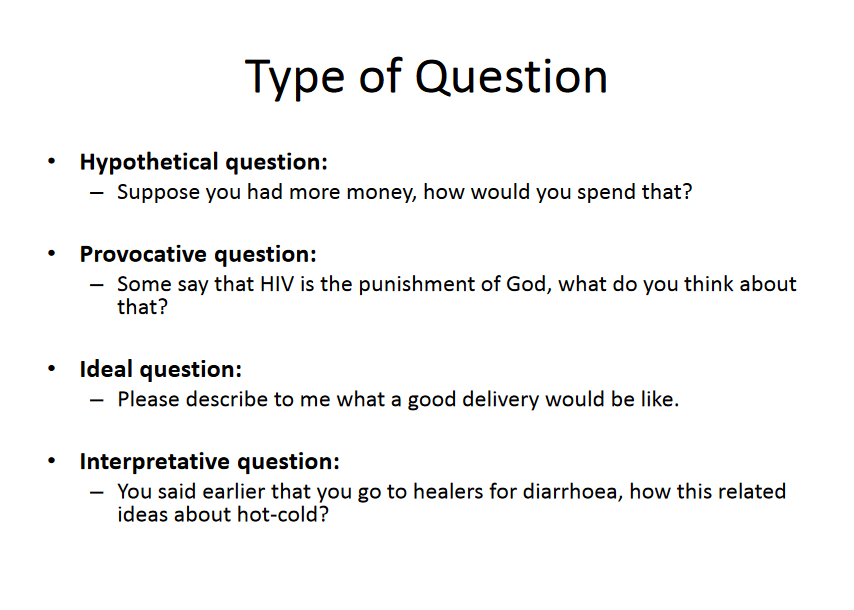 Type of Question
• Hypothetical question:
– Suppose you had more money, how would you spend that?
• Provocative question:
– Some say that HIV is the punishment of God, what do you think about
that?
• Ideal question:
– Please describe to me what a good delivery would be like.
• Interpretative question:
– You said earlier that you go to healers for diarrhoea, how this related
ideas about hot-cold?